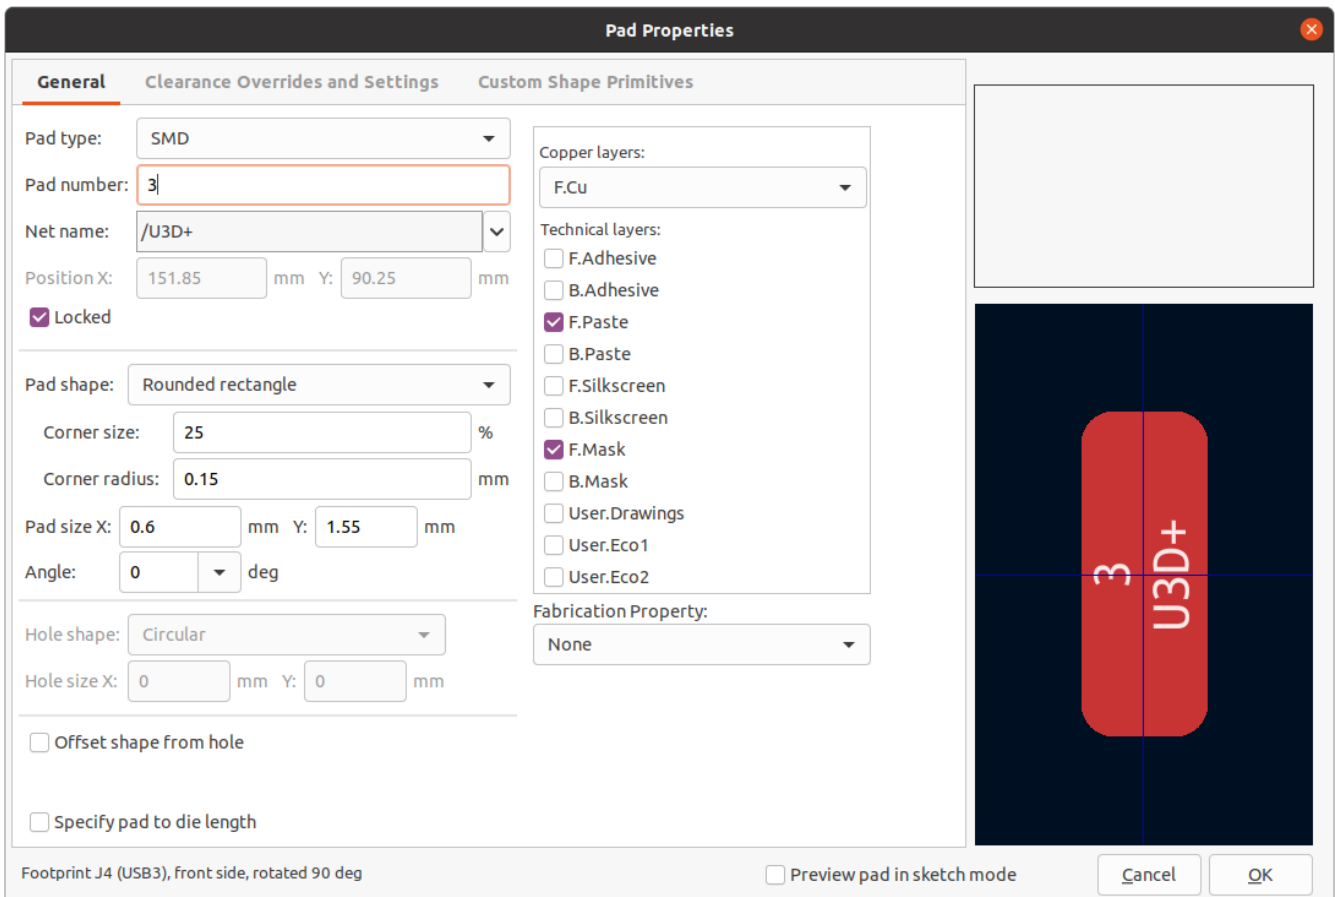 Pad Properties
General Clearance Overrides and Settings Custom Shape Primitives
Pad type: SMD
Pad number: 3
Net name: /U3D+
Position X: 151.85 mm Y: 90.25 mm
Locked
Pad shape: Rounded rectangle
Corner size: 25 %
Corner radius: 0.15 mm
Pad size X: 0.6 mm Y: 1.55 mm
Angle: 0 deg
Hole shape: Circular
Hole size X: 0 mm Y: 0 mm
Offset shape from hole
Specify pad to die length
Copper layers:
F.Cu
Technical layers:
F.Adhesive
B.Adhesive
F.Paste
B.Paste
F.Silkscreen
B.Silkscreen
F.Mask
B.Mask
User.Drawings
User.Eco1
User.Eco2
Fabrication Property:
None
3
U3D+
Footprint J4 (USB3), front side, rotated 90 deg
Preview pad in sketch mode
Cancel
OK